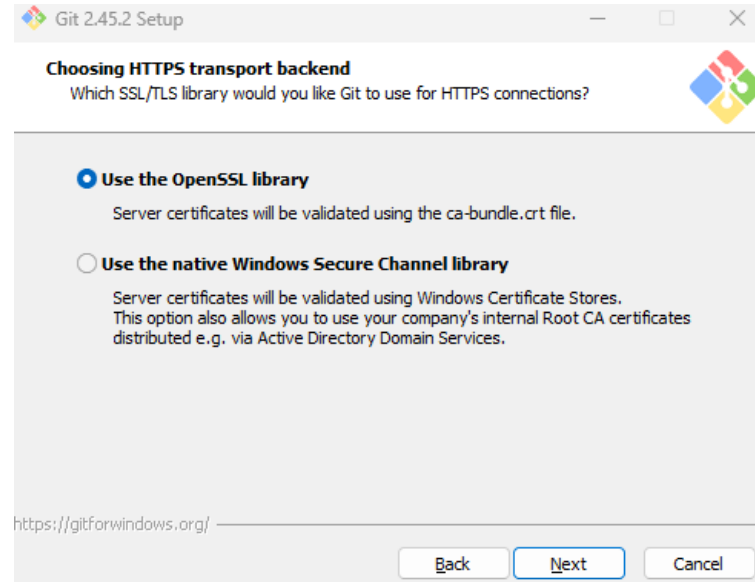 Git 2.45.2 Setup
Choosing HTTPS transport backend
Which SSL/TLS library would you like Git to use for HTTPS connections?
Use the OpenSSL library
Server certificates will be validated using the ca-bundle.crt file.
Use the native Windows Secure Channel library
Server certificates will be validated using Windows Certificate Stores.
This option also allows you to use your company's internal Root CA certificates
distributed e.g. via Active Directory Domain Services.
https://gitforwindows.org/
Back
Next
Cancel